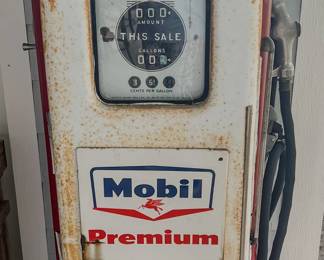 000
AMOUNT
THIS SALE
GALLONS
00
CENTS PER GALLON
Mobil
Premium